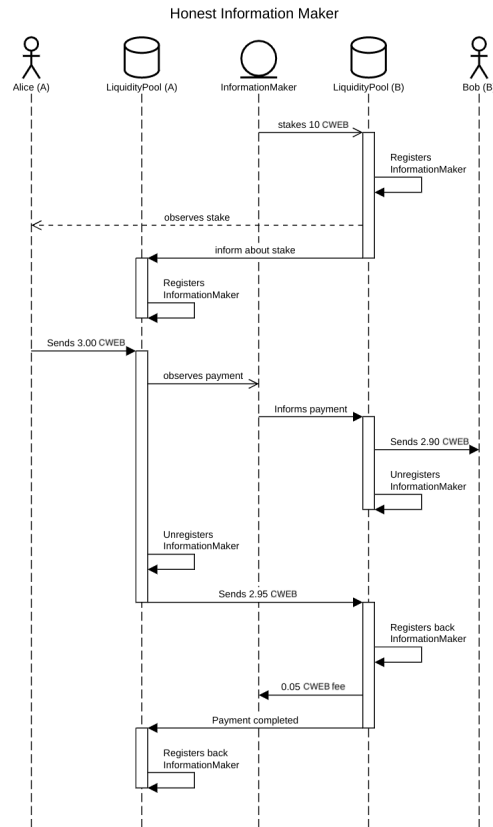 Honest Information Maker
Alice (A)
LiquidityPool (A)
InformationMaker
LiquidityPool (B)
Bob (B
stakes 10 CWEB
Registers
InformationMaker
observes stake
inform about stake
Registers
InformationMaker
Sends 3.00 CWEB
observes payment
Informs payment
Sends 2.90 CWEB
Unregisters
InformationMaker
Unregisters
InformationMaker
Sends 2.95 CWEB
Registers back
InformationMaker
0.05 CWEB fee
Payment completed
Registers back
InformationMaker